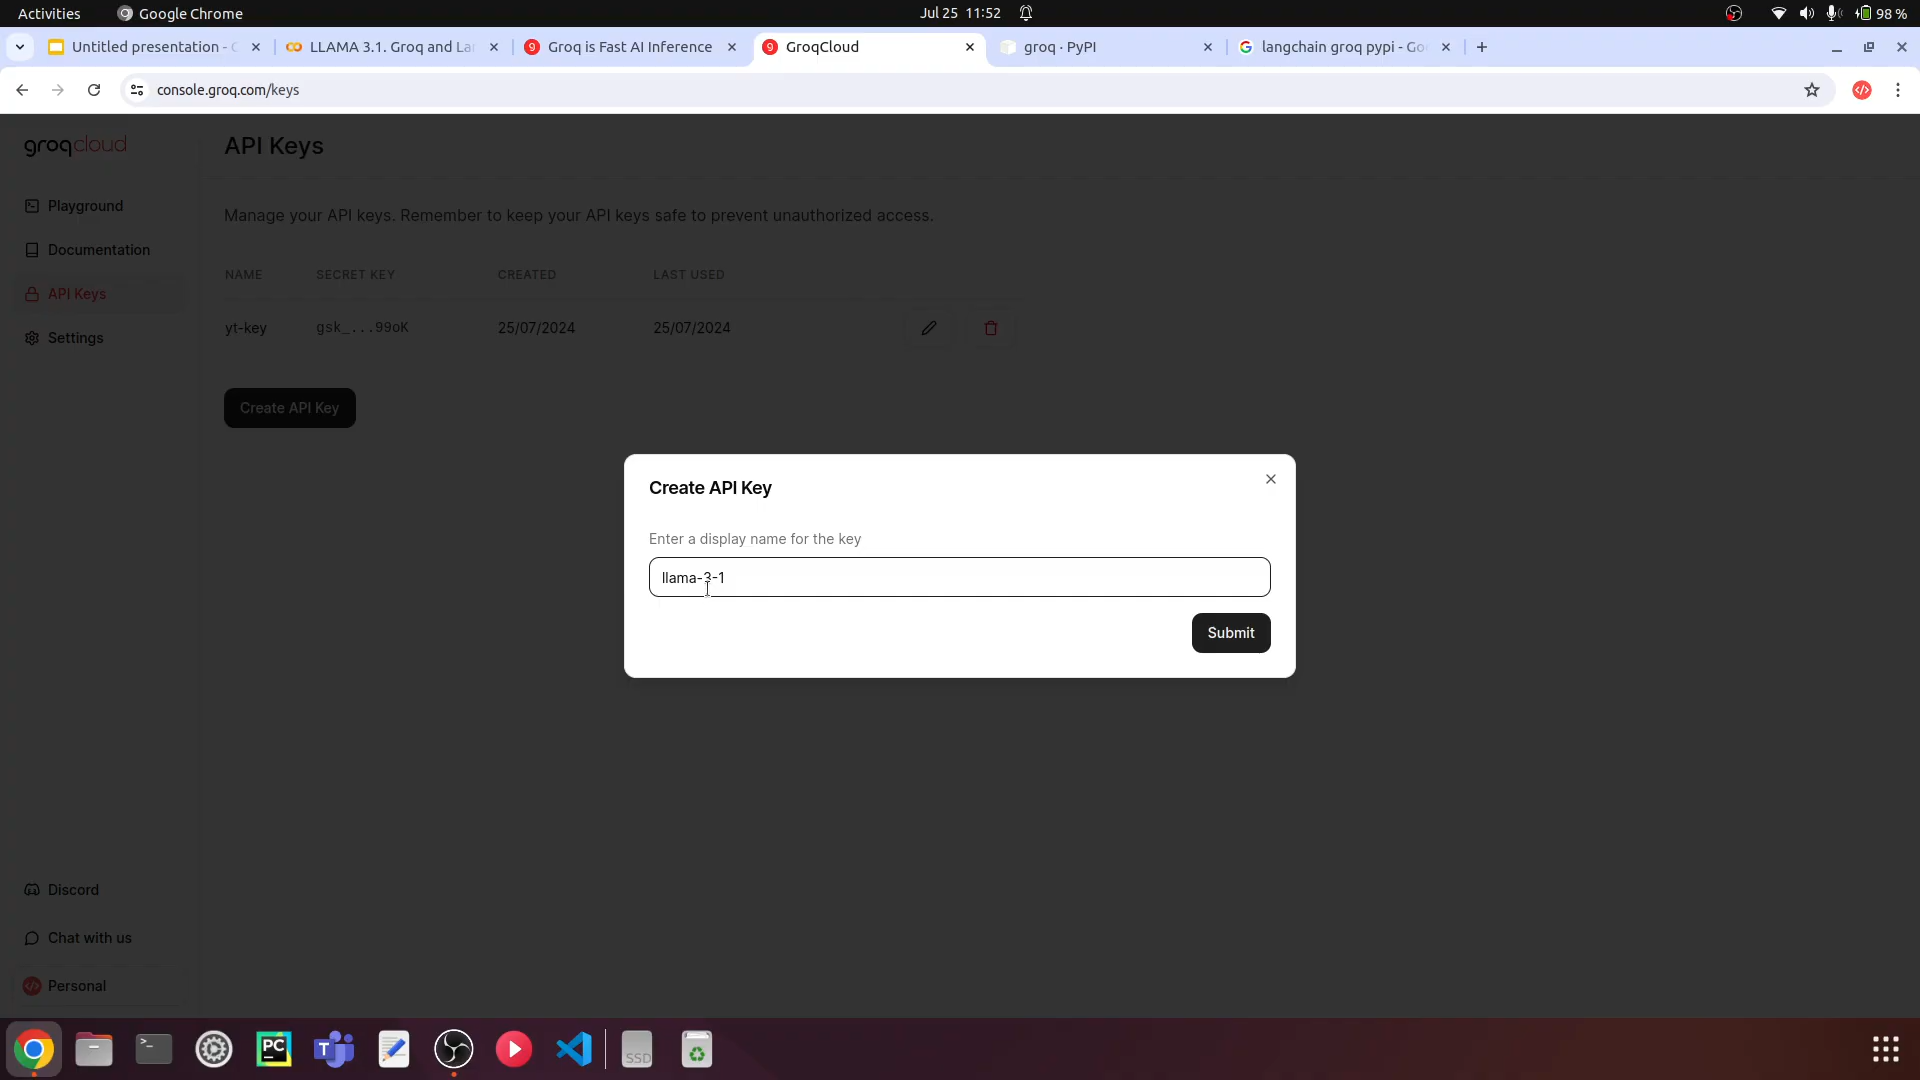 Activities
Google Chrome
Jul 25 11:52
98 %
Untitled presentation - G
LLAMA 3.1. Groq and Lan
Groq is Fast AI Inference
GroqCloud
groq · PyPI
langchain groq pypi - Go
console.groq.com/keys
groqcloud
Playground
Documentation
API Keys
Settings
API Keys
Manage your API keys. Remember to keep your API keys safe to prevent unauthorized access.
NAME SECRET KEY CREATED LAST USED
yt-key gsk_...99oK 25/07/2024 25/07/2024
Create API Key
Create API Key
Enter a display name for the key
llama-3-1
Submit
Discord
Chat with us
Personal
PC
SSD